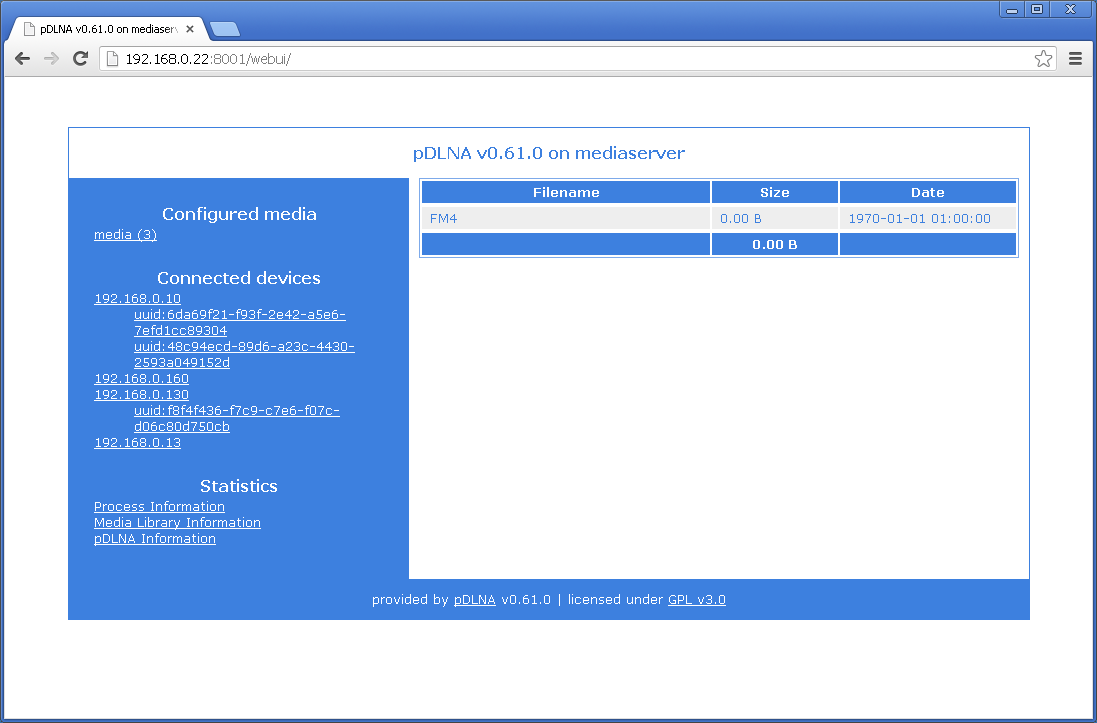 pDLNA v0.61.0 on mediaserv
192.168.0.22:8001/webui/
pDLNA v0.61.0 on mediaserver
Configured media
media (3)
Connected devices
192.168.0.10
uuid:6da69f21-f93f-2e42-a5e6-
7efd1cc89304
uuid:48c94ecd-89d6-a23c-4430-
2593a049152d
192.168.0.160
192.168.0.130
uuid:f8f4f436-f7c9-c7e6-f07c-
d06c80d750cb
192.168.0.13
Statistics
Process Information
Media Library Information
pDLNA Information
Filename Size Date
FM4 0.00 B 1970-01-01 01:00:00
0.00 B
provided by pDLNA v0.61.0 | licensed under GPL v3.0